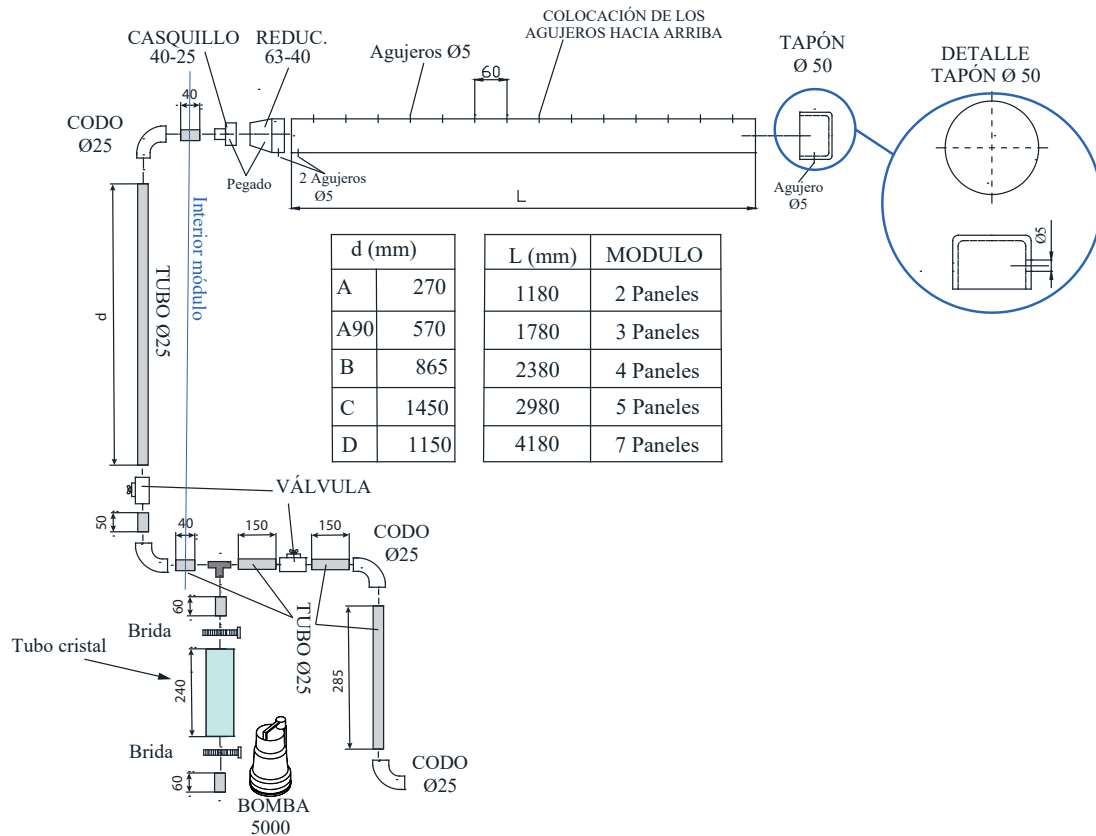 COLOCACIÓN DE LOS
AGUJEROS HACIA ARRIBA
CASQUILLO
40-25
REDUC.
63-40
Agujeros Ø5
60
TAPÓN
Ø 50
DETALLE
TAPÓN Ø 50
40
CODO
Ø25
Pegado
2 Agujeros
Ø5
L
Agujero
Ø5
Ø5
Interior módulo
TUBO Ø25
d
d (mm)
A 270
A90 570
B 865
C 1450
D 1150
L (mm) MODULO
1180 2 Paneles
1780 3 Paneles
2380 4 Paneles
2980 5 Paneles
4180 7 Paneles
VÁLVULA
50
40
150
150
CODO
Ø25
60
Brida
TUBO Ø25
Tubo cristal
240
285
Brida
60
CODO
Ø25
BOMBA
5000